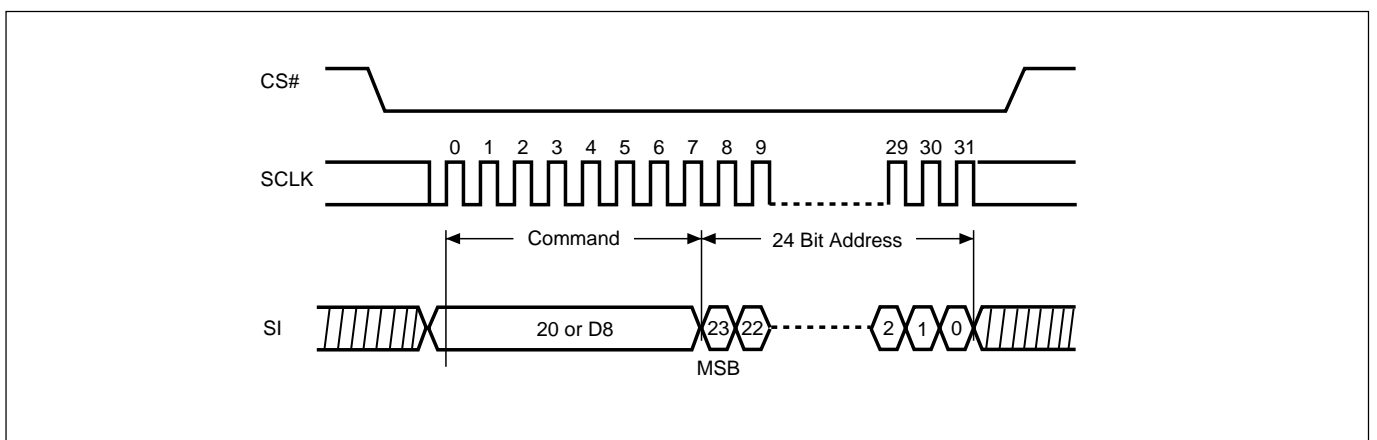 CS#
0 1 2 3 4 5 6 7 8 9 29 30 31
SCLK
Command 24 Bit Address
SI 20 or D8 23 22 2 1 0
MSB